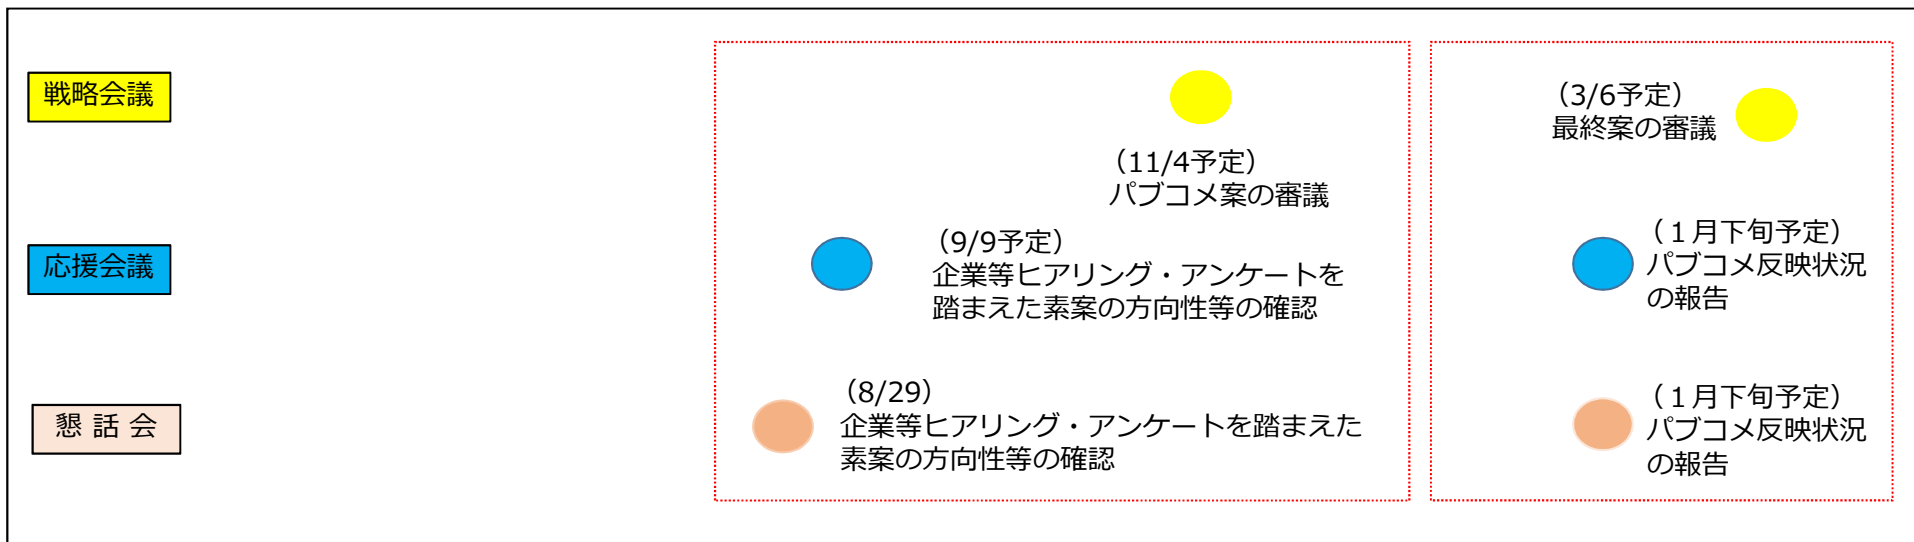 戦略会議
（11/4予定）
パブコメ案の審議
（3/6予定）
最終案の審議
応援会議
（9/9予定）
企業等ヒアリング・アンケートを
踏まえた素案の方向性等の確認
（１月下旬予定）
パブコメ反映状況
の報告
懇 話 会
（8/29）
企業等ヒアリング・アンケートを踏まえた
素案の方向性等の確認
（１月下旬予定）
パブコメ反映状況
の報告